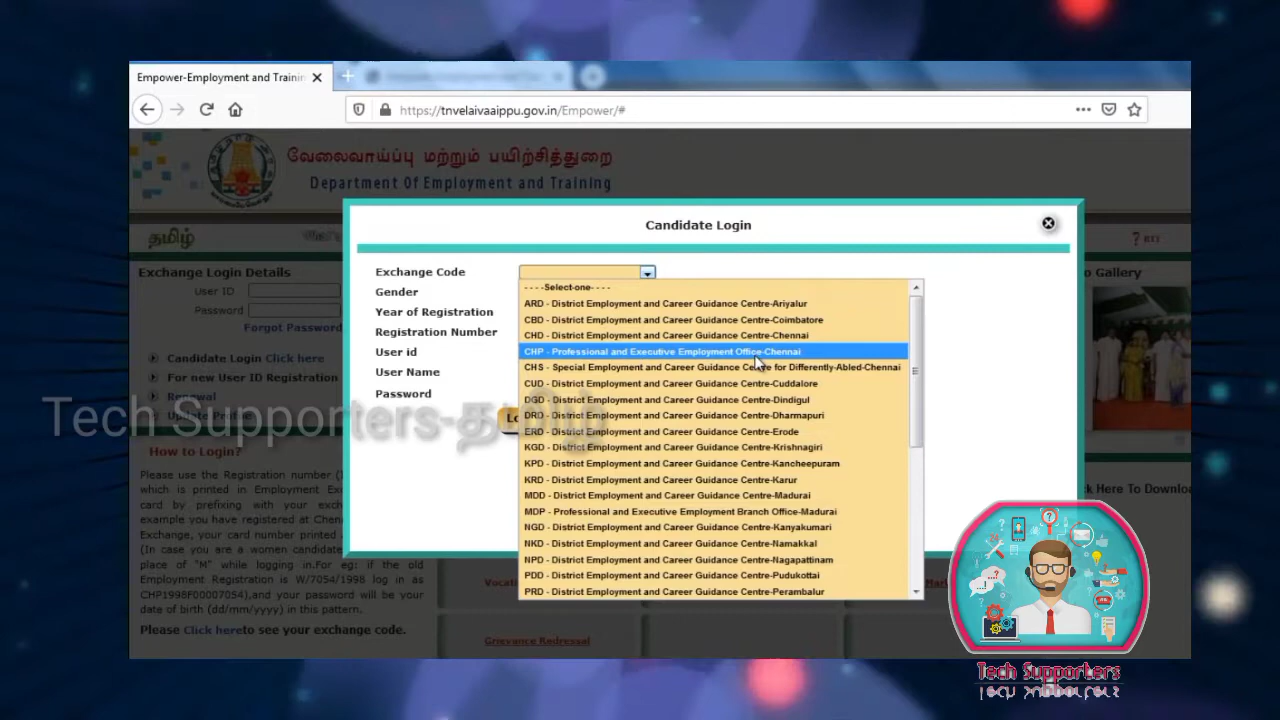 Empower-Employment and Trainin
https://tnvelaivaaippu.gov.in/Empower/#
வேலைவாய்ப்பு மற்றும் பயிற்சித்துறை
Department Of Employment and Training
தமிழ்
Candidate Login
Exchange Login Details
User ID
Password
Forgot Password
Candidate Login Click here
For new User ID Registration
Renewal
Update Profile
How to Login?
Please use the Registration number (
which is printed in Employment Ex
card by prefixing with your exch
example you have registered at Chen
Exchange, your card number printed
(In case you are a women candidate
place of "M" while logging in.For eg: if the old
Employment Registration is W/7054/1998 log in as
CHP1998F00007054),and your password will be your
date of birth (dd/mm/yyyy) in this pattern.
Please Click hereto see your exchange code.
Exchange Code
Gender
Year of Registration
Registration Number
User id
User Name
Password
Lo
----Select one----
ARD - District Employment and Career Guidance Centre-Ariyalur
CBD - District Employment and Career Guidance Centre-Coimbatore
CHD - District Employment and Career Guidance Centre-Chennai
CHP - Professional and Executive Employment Office-Chennai
CHS - Special Employment and Career Guidance Centre for Differently-Abled-Chennai
CUD - District Employment and Career Guidance Centre-Cuddalore
DGD - District Employment and Career Guidance Centre-Dindigul
DRD - District Employment and Career Guidance Centre-Dharmapuri
ERD - District Employment and Career Guidance Centre-Erode
KGD - District Employment and Career Guidance Centre-Krishnagiri
KPD - District Employment and Career Guidance Centre-Kancheepuram
KRD - District Employment and Career Guidance Centre-Karur
MDD - District Employment and Career Guidance Centre-Madurai
MDP - Professional and Executive Employment Branch Office-Madurai
NGD - District Employment and Career Guidance Centre-Kanyakumari
NKD - District Employment and Career Guidance Centre-Namakkal
NPD - District Employment and Career Guidance Centre-Nagapattinam
PDD - District Employment and Career Guidance Centre-Pudukottai
PRD - District Employment and Career Guidance Centre-Perambalur
? RTI
o Gallery
ick Here To Downloa
Vocati
Mark
Grievance Redressal
Tech Supporters-தமிழ்
Tech Supporters